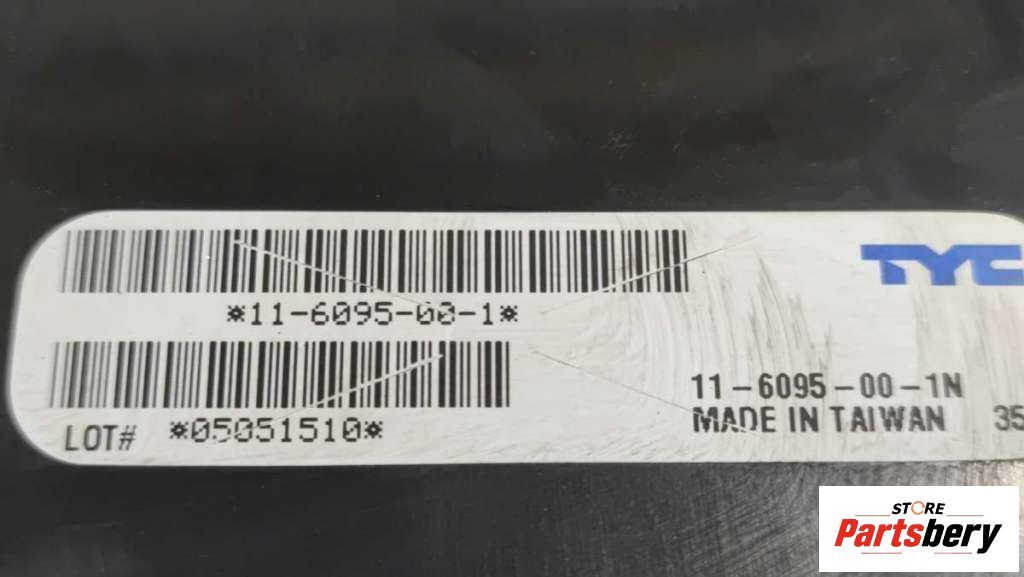 *11-6095-00-1*
TYC
*05051510*
LOT#
11-6095-00-1N
MADE IN TAIWAN 35
STORE
Partsbery